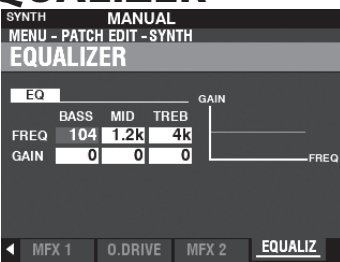 SYNTH MANUAL
MENU - PATCH EDIT - SYNTH
EQUALIZER
EQ
GAIN
BASS MID TREB
FREQ 104 1.2k 4k
GAIN 0 0 0
FREQ
MFX 1 O.DRIVE MFX 2 EQUALIZ